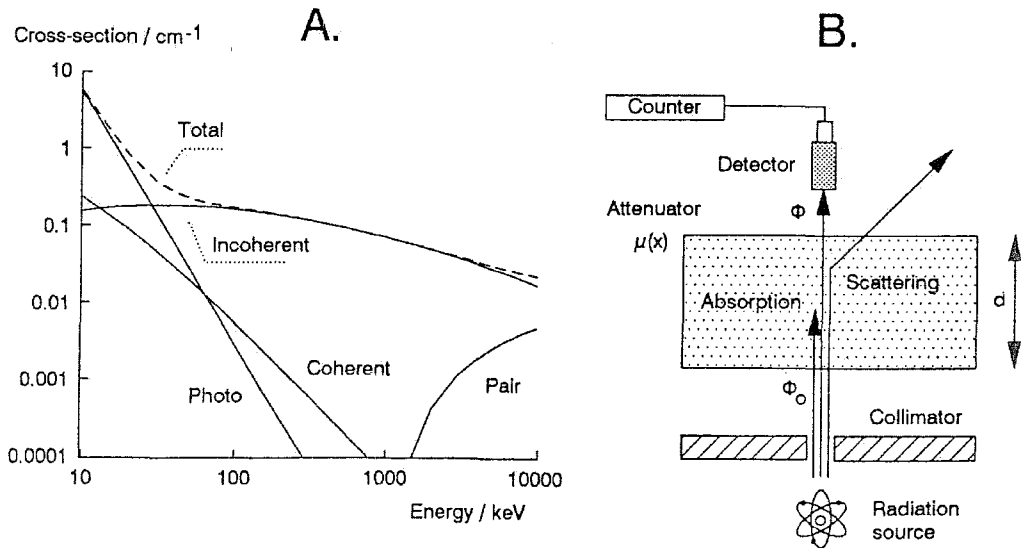 A.
Cross-section / cm⁻¹
10
1
0.1
0.01
0.001
0.0001
Total
Incoherent
Coherent
Photo
Pair
10
100
1000
10000
Energy / keV
B.
Counter
Detector
Attenuator
Φ
μ(x)
Absorption
Scattering
d
Φo
Collimator
Radiation
source